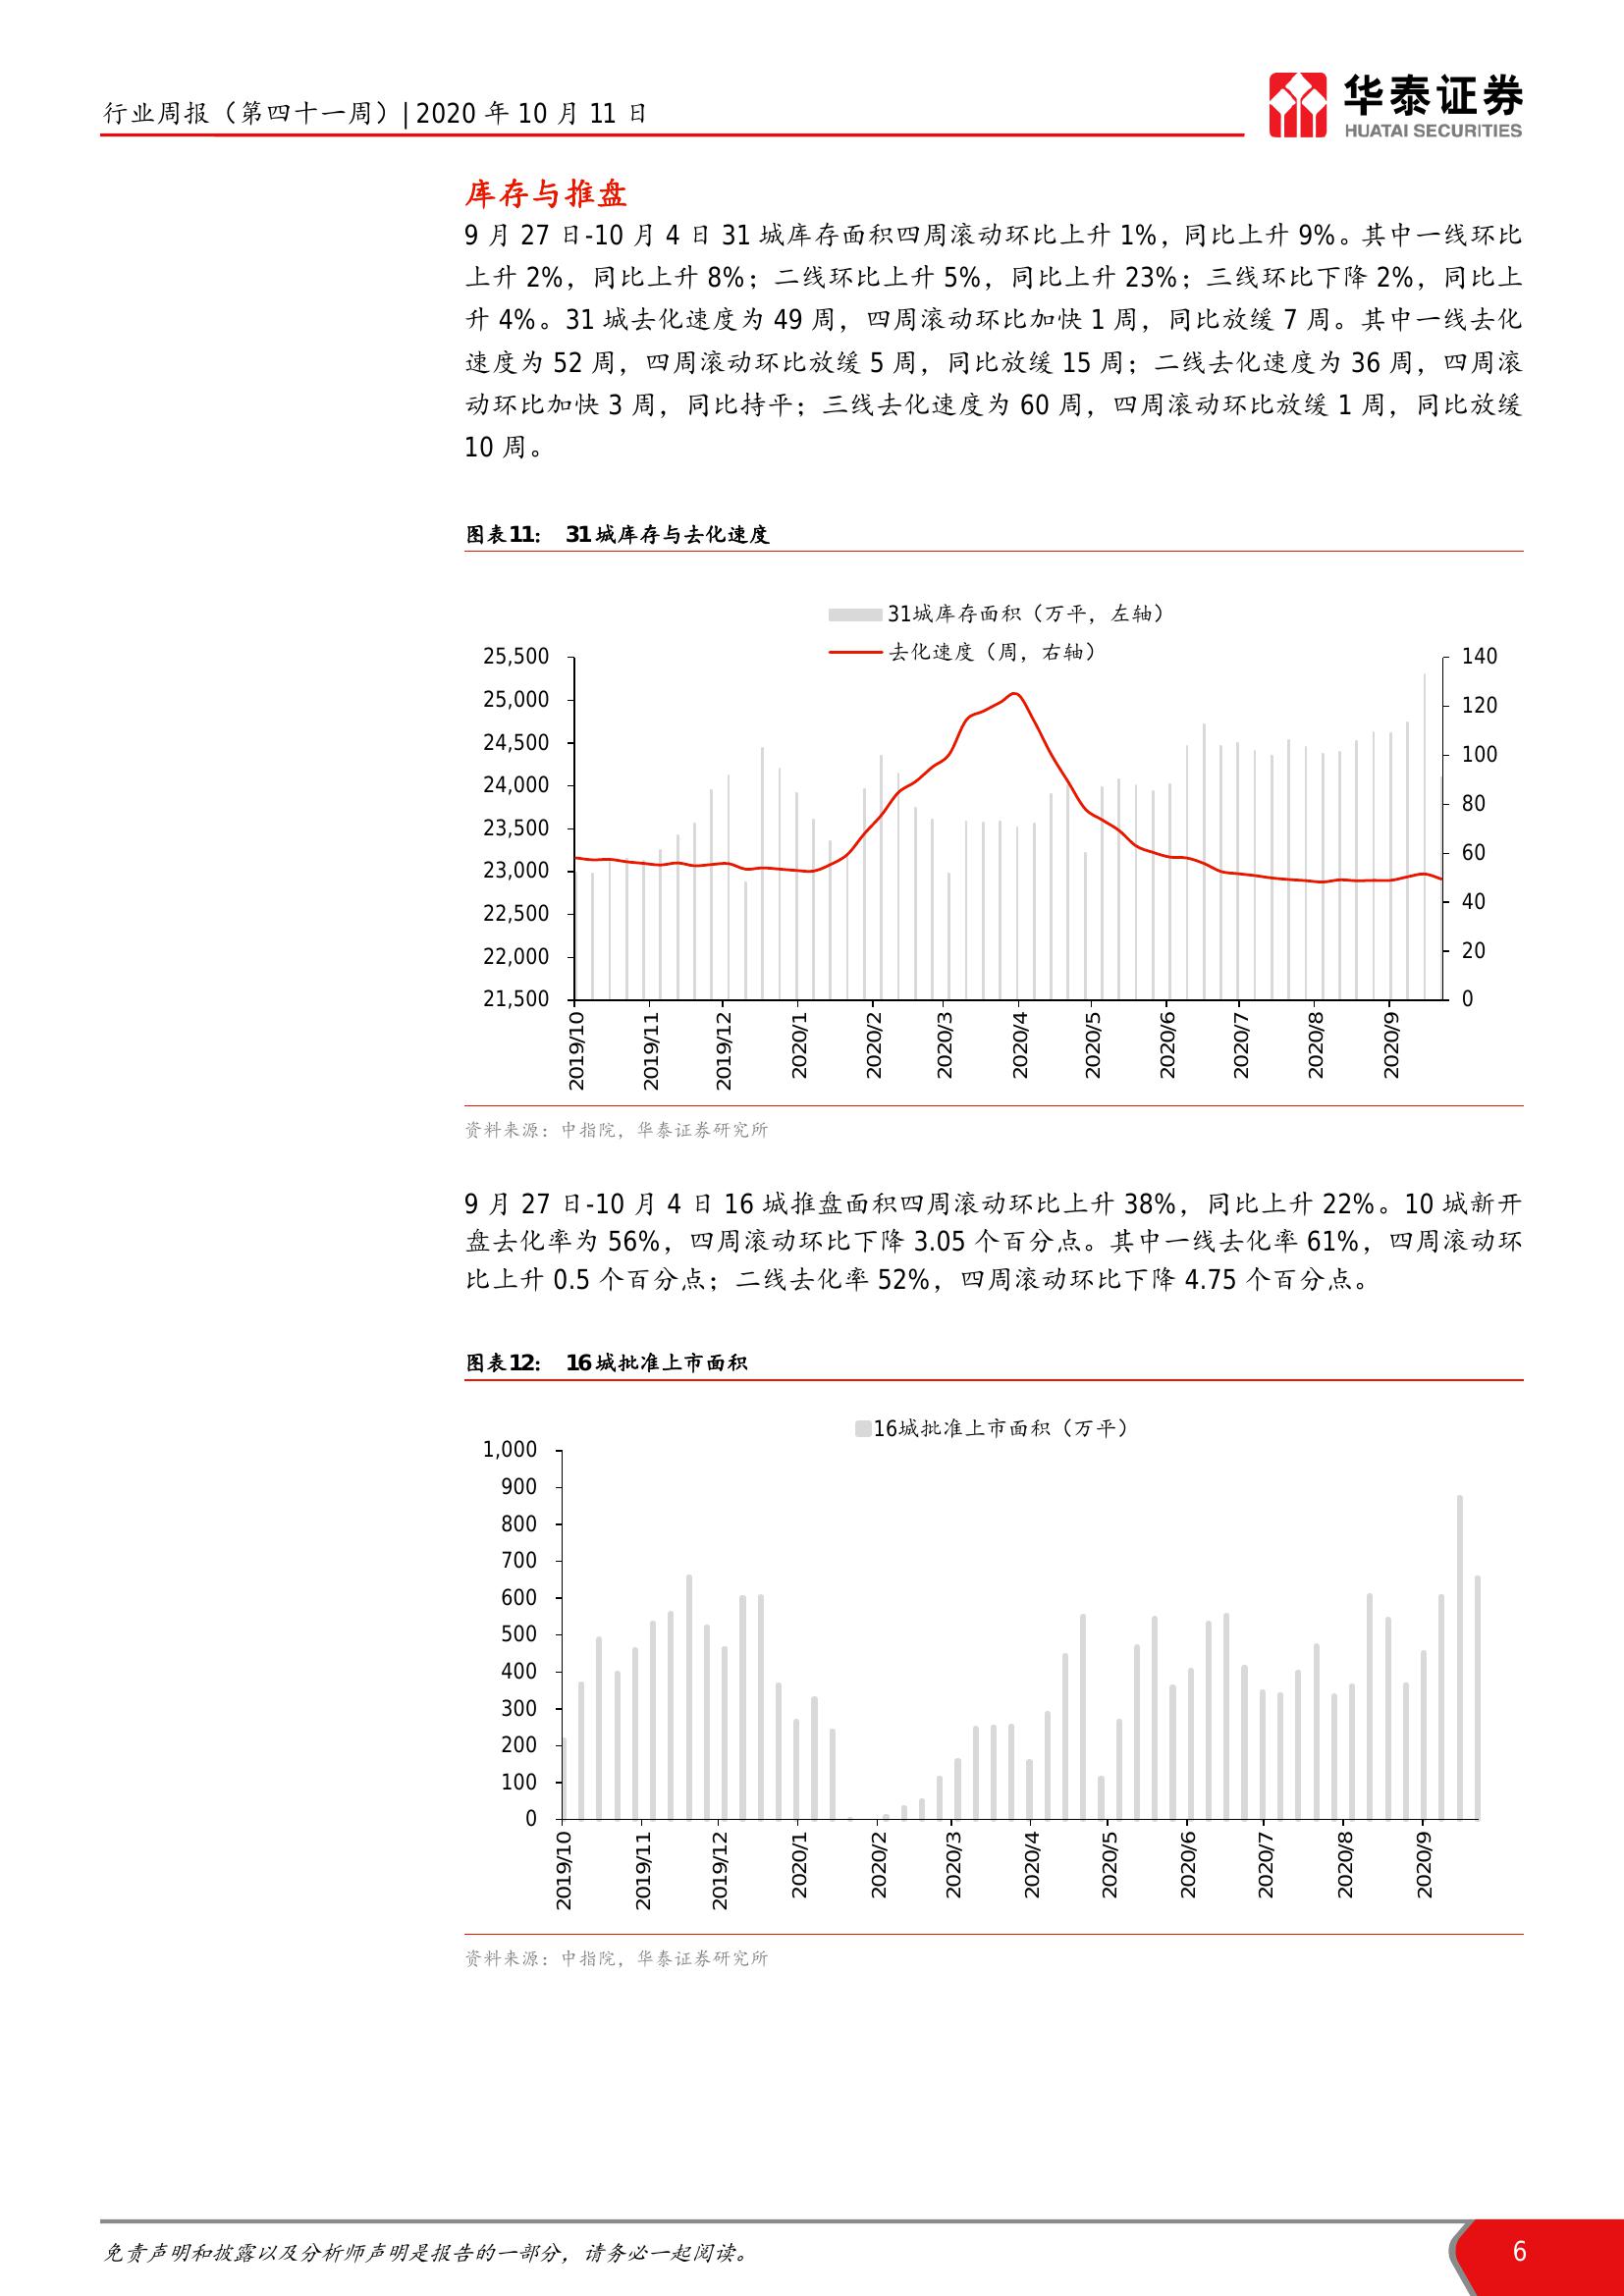 行业周报（第四十一周）| 2020 年 10 月 11 日
华泰证券
HUATAI SECURITIES
库存与推盘
9 月 27 日-10 月 4 日 31 城库存面积四周滚动环比上升 1%，同比上升 9%。其中一线环比
上升 2%，同比上升 8%；二线环比上升 5%，同比上升 23%；三线环比下降 2%，同比上
升 4%。31 城去化速度为 49 周，四周滚动环比加快 1 周，同比放缓 7 周。其中一线去化
速度为 52 周，四周滚动环比放缓 5 周，同比放缓 15 周；二线去化速度为 36 周，四周滚
动环比加快 3 周，同比持平；三线去化速度为 60 周，四周滚动环比放缓 1 周，同比放缓
10 周。
图表11： 31 城库存与去化速度
31城库存面积（万平，左轴）
去化速度（周，右轴）
25,500
25,000
24,500
24,000
23,500
23,000
22,500
22,000
21,500
140
120
100
80
60
40
20
0
2019/10
2019/11
2019/12
2020/1
2020/2
2020/3
2020/4
2020/5
2020/6
2020/7
2020/8
2020/9
资料来源：中指院，华泰证券研究所
9 月 27 日-10 月 4 日 16 城推盘面积四周滚动环比上升 38%，同比上升 22%。10 城新开
盘去化率为 56%，四周滚动环比下降 3.05 个百分点。其中一线去化率 61%，四周滚动环
比上升 0.5 个百分点；二线去化率 52%，四周滚动环比下降 4.75 个百分点。
图表12： 16 城批准上市面积
16城批准上市面积（万平）
1,000
900
800
700
600
500
400
300
200
100
0
2019/10
2019/11
2019/12
2020/1
2020/2
2020/3
2020/4
2020/5
2020/6
2020/7
2020/8
2020/9
资料来源：中指院，华泰证券研究所
免责声明和披露以及分析师声明是报告的一部分，请务必一起阅读。
6